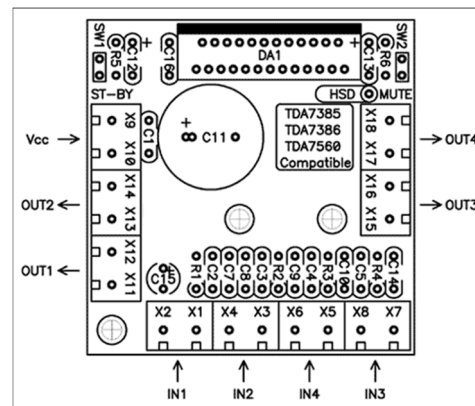 SW1
R5
C12
+
C16
DA1
+
C13
R6
SW2
ST-BY
HSD
MUTE
Vcc
X9
X10
C1
+
C11
TDA7385
TDA7386
TDA7560
Compatible
X18
X17
OUT4
OUT2
X14
X13
X16
X15
OUT3
OUT1
X12
X11
C15
R1
C2
C7
C8
C3
R2
C9
C4
R3
C10
C5
R4
C14
X2
X1
X4
X3
X6
X5
X8
X7
IN1
IN2
IN4
IN3